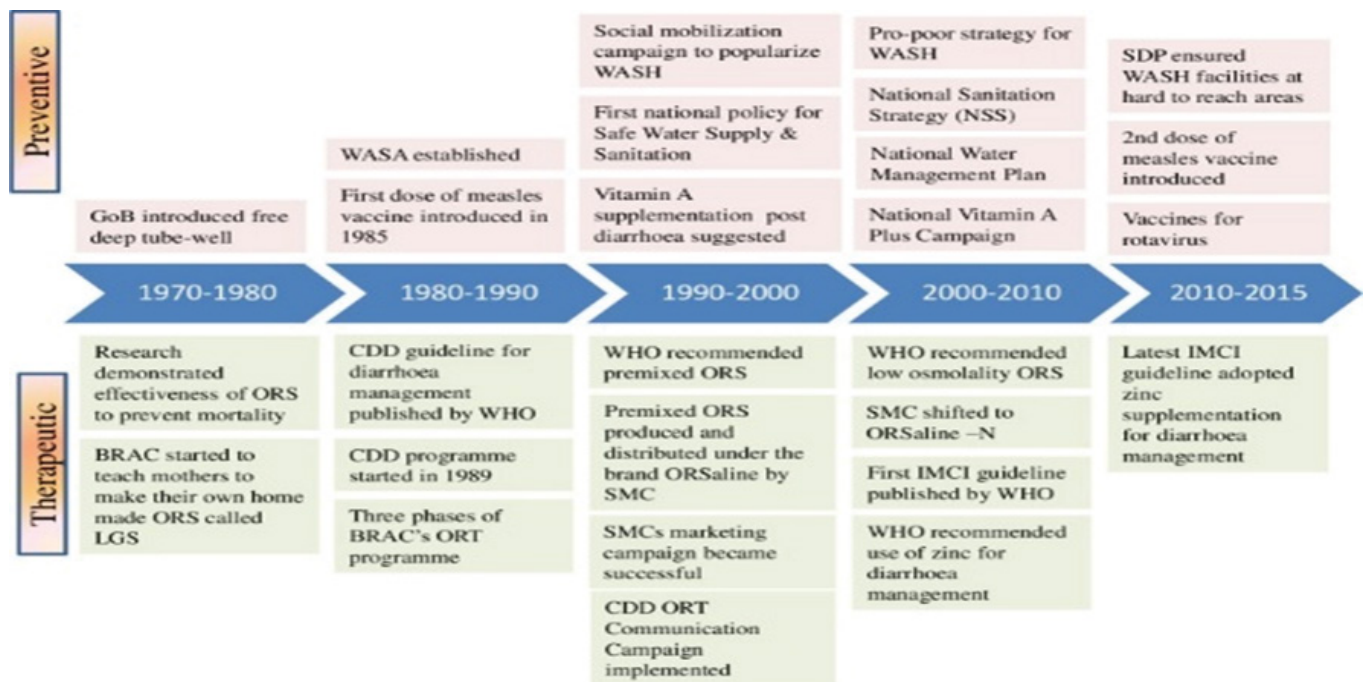 Preventive
Social mobilization
campaign to popularize
WASH
First national policy for
Safe Water Supply &
Sanitation
Vitamin A
supplementation post
diarrhoea suggested
Pro-poor strategy for
WASH
National Sanitation
Strategy (NSS)
National Water
Management Plan
National Vitamin A
Plus Campaign
SDP ensured
WASH facilities at
hard to reach areas
2nd dose of
measles vaccine
introduced
Vaccines for
rotavirus
WASA established
First dose of measles
vaccine introduced in
1985
GoB introduced free
deep tube-well
1970-1980
1980-1990
1990-2000
2000-2010
2010-2015
Therapeutic
Research
demonstrated
effectiveness of ORS
to prevent mortality
BRAC started to
teach mothers to
make their own home
made ORS called
LGS
CDD guideline for
diarrhoea
management
published by WHO
CDD programme
started in 1989
Three phases of
BRAC's ORT
programme
WHO recommended
premixed ORS
Premixed ORS
produced and
distributed under the
brand ORSaline by
SMC
SMCs marketing
campaign became
successful
CDD ORT
Communication
Campaign
implemented
WHO recommended
low osmolality ORS
SMC shifted to
ORSaline –N
First IMCI guideline
published by WHO
WHO recommended
use of zinc for
diarrhoea
management
Latest IMCI
guideline adopted
zinc
supplementation
for diarrhoea
management